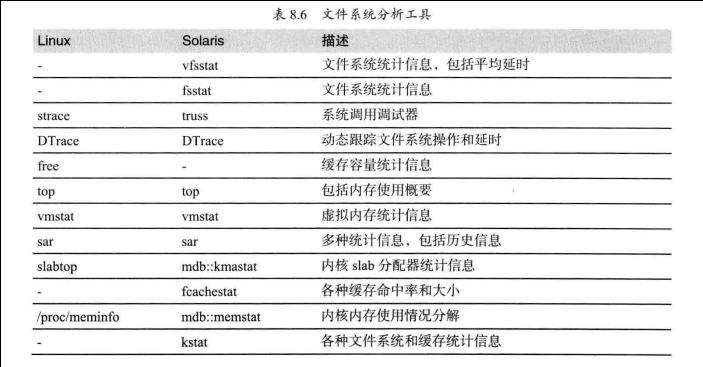 表 8.6 文件系统分析工具
Linux Solaris 描述
- vfsstat 文件系统统计信息，包括平均延时
- fsstat 文件系统统计信息
strace truss 系统调用调试器
DTrace DTrace 动态跟踪文件系统操作和延时
free - 缓存容量统计信息
top top 包括内存使用概要
vmstat vmstat 虚拟内存统计信息
sar sar 多种统计信息，包括历史信息
slabtop mdb::kmastat 内核 slab 分配器统计信息
- fcachestat 各种缓存命中率和大小
/proc/meminfo mdb::memstat 内核内存使用情况分解
- kstat 各种文件系统和缓存统计信息